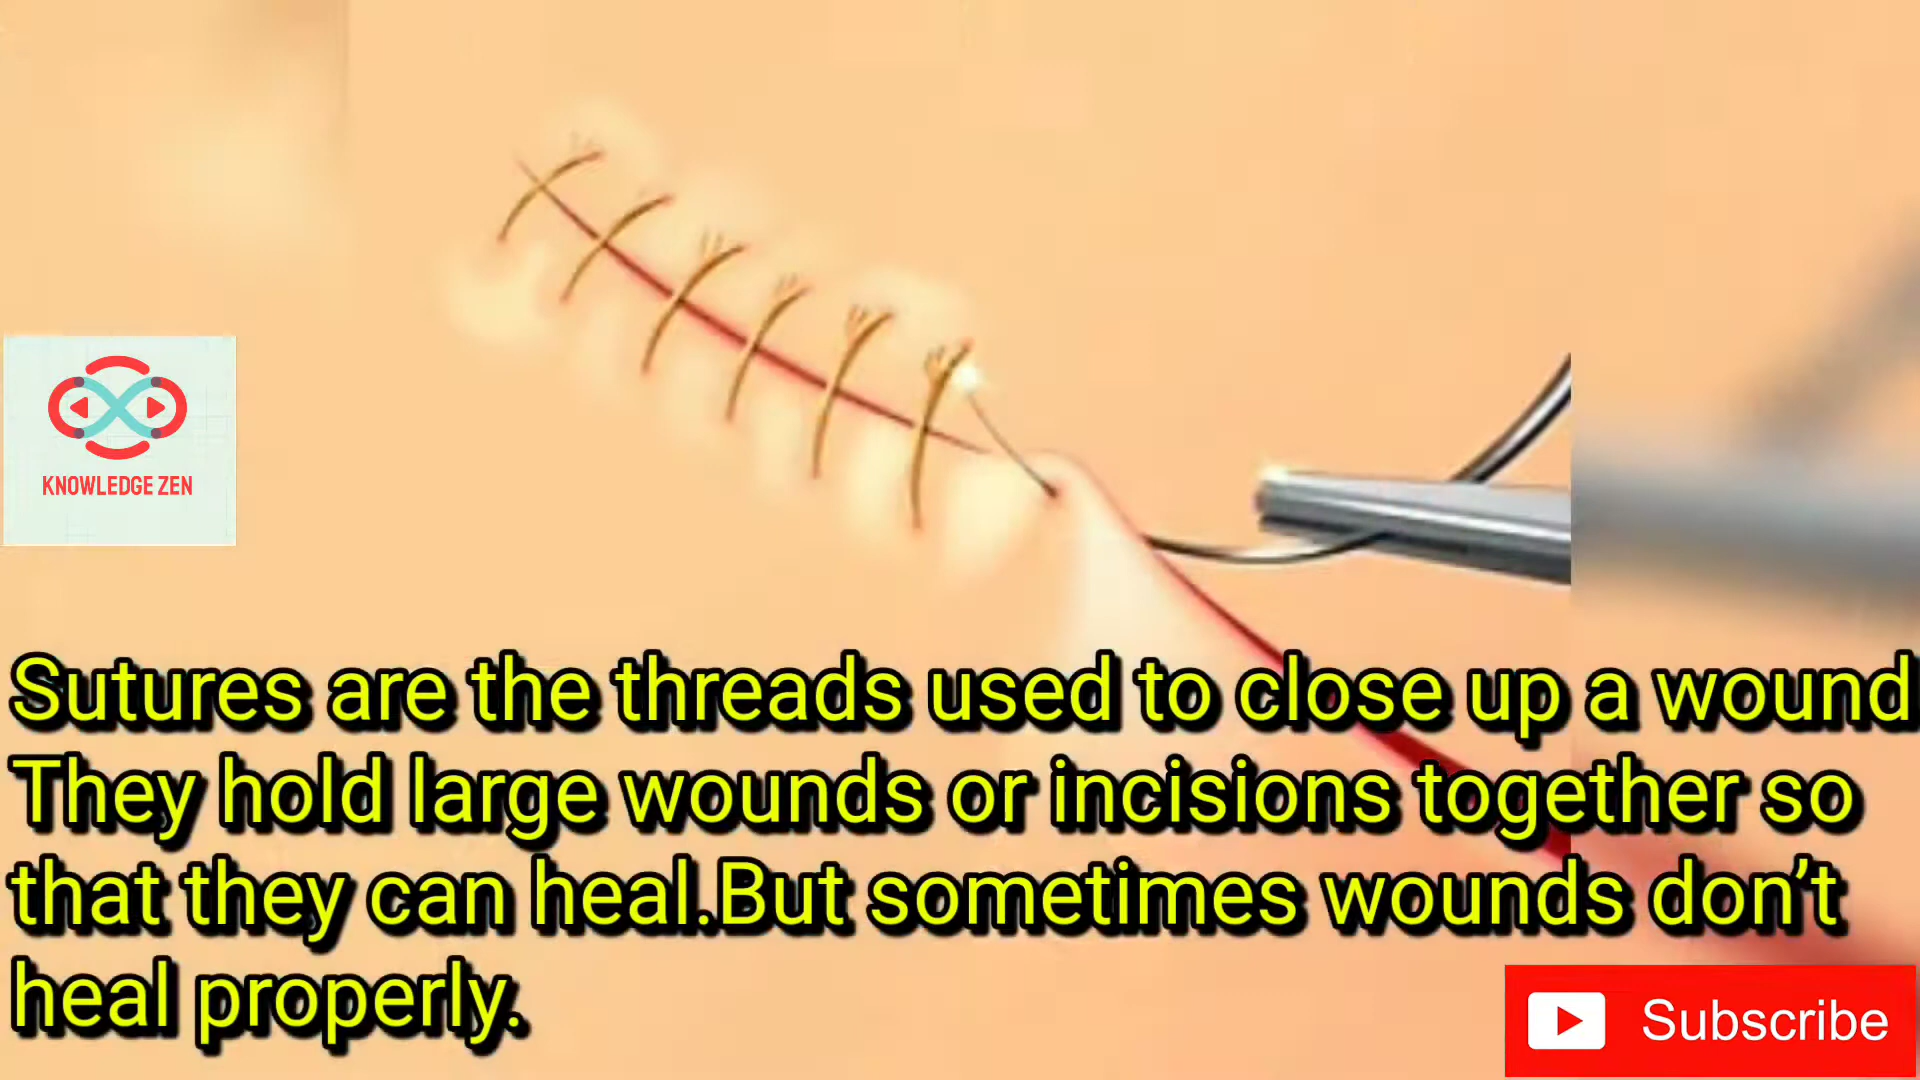 KNOWLEDGE ZEN
Sutures are the threads used to close up a wound
They hold large wounds or incisions together so
that they can heal.But sometimes wounds don’t
heal properly.
Subscribe